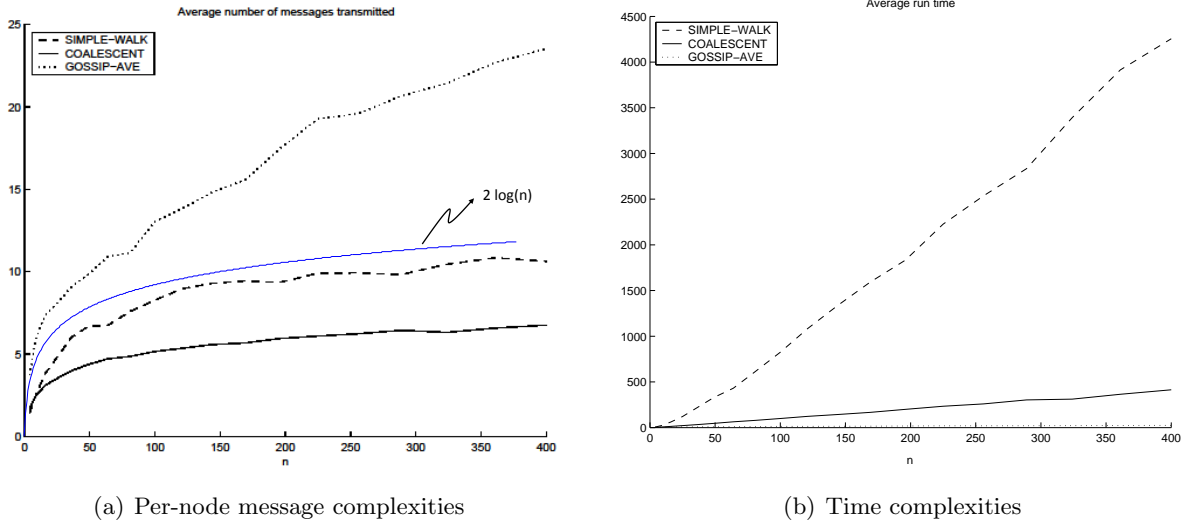 Average number of messages transmitted
25
20
15
10
5
0
SIMPLE-WALK
COALESCENT
GOSSIP-AVE
2 log(n)
0 50 100 150 200 250 300 350 400
n
(a) Per-node message complexities
Average run time
4500
4000
3500
3000
2500
2000
1500
1000
500
0
SIMPLE-WALK
COALESCENT
GOSSIP-AVE
0 50 100 150 200 250 300 350 400
n
(b) Time complexities